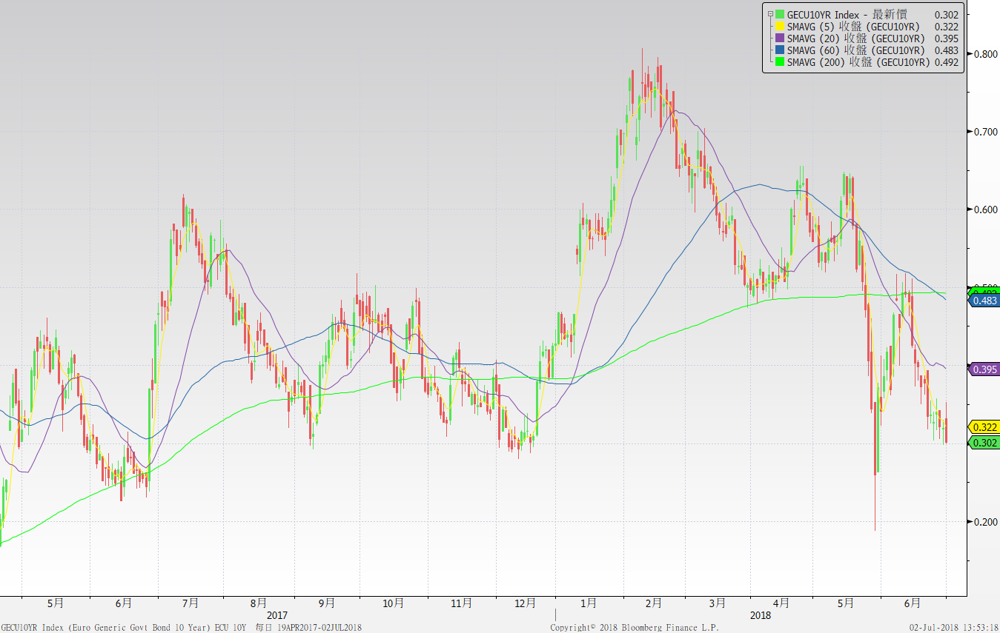 GECU10YR Index - 最新價 0.302
SMAVG (5) 收盤 (GECU10YR) 0.322
SMAVG (20) 收盤 (GECU10YR) 0.395
SMAVG (60) 收盤 (GECU10YR) 0.483
SMAVG (200) 收盤 (GECU10YR) 0.492
0.800
0.700
0.600
0.483
0.395
0.322
0.302
0.200
5月 6月 7月 8月 9月 10月 11月 12月 1月 2月 3月 4月 5月 6月
2017 2018
GECU10YR Index (Euro Generic Govt Bond 10 Year) ECU 10Y 每日 19APR2017-02JUL2018 Copyright© 2018 Bloomberg Finance L.P. 02-Jul-2018 13:53:18